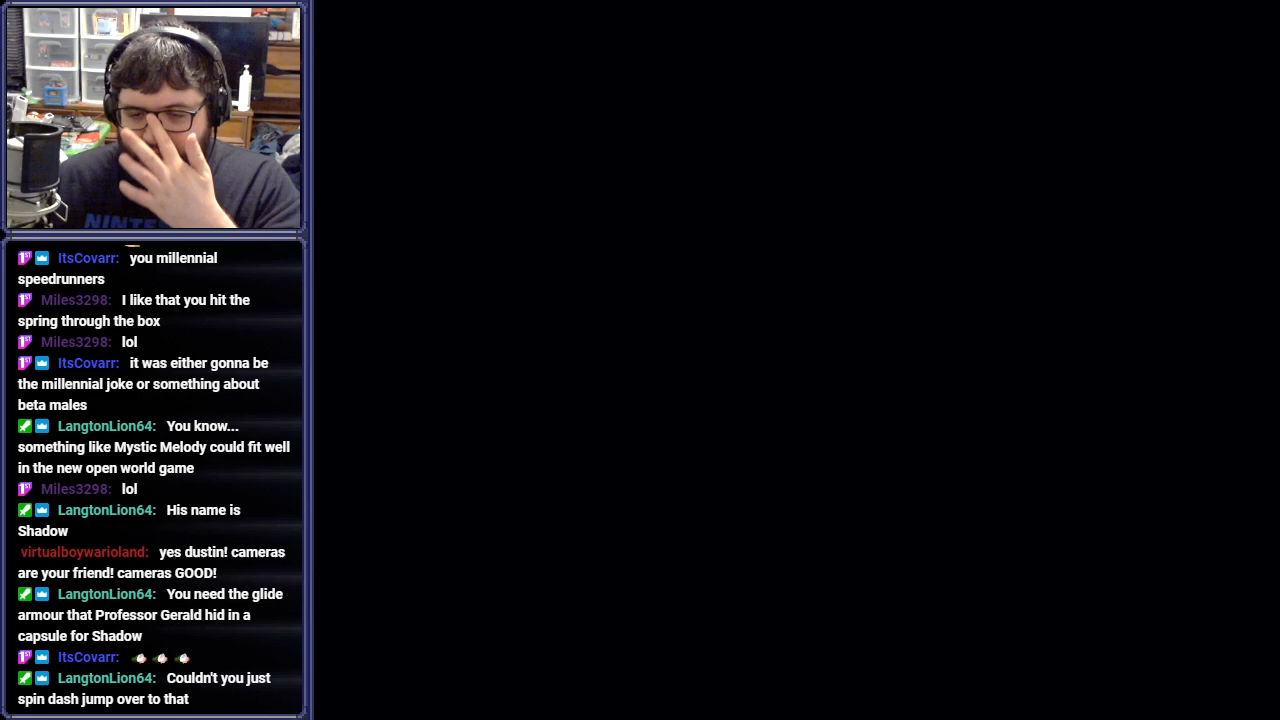 NINTE
ItsCovarr: you millennial
speedrunners
Miles3298: I like that you hit the
spring through the box
Miles3298: lol
ItsCovarr: it was either gonna be
the millennial joke or something about
beta males
LangtonLion64: You know...
something like Mystic Melody could fit well
in the new open world game
Miles3298: lol
LangtonLion64: His name is
Shadow
virtualboywarioland: yes dustin! cameras
are your friend! cameras GOOD!
LangtonLion64: You need the glide
armour that Professor Gerald hid in a
capsule for Shadow
ItsCovarr:
LangtonLion64: Couldn't you just
spin dash jump over to that